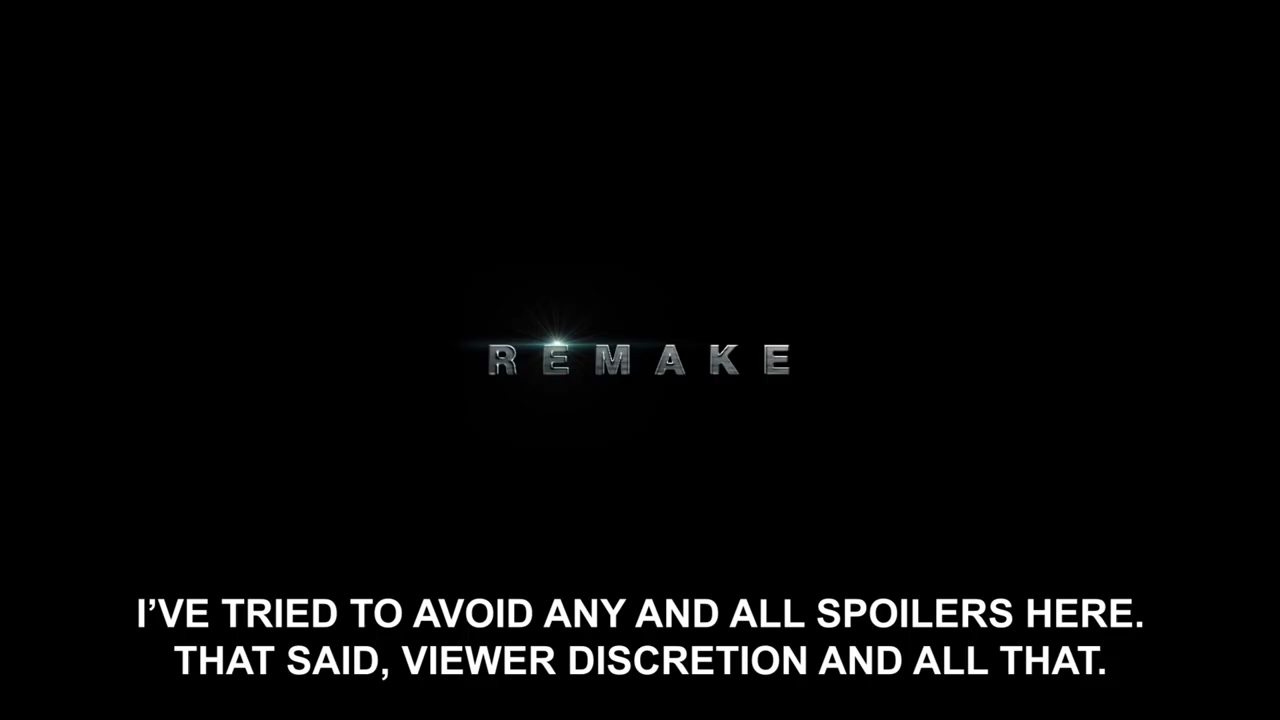 REMAKE
I’VE TRIED TO AVOID ANY AND ALL SPOILERS HERE.
THAT SAID, VIEWER DISCRETION AND ALL THAT.